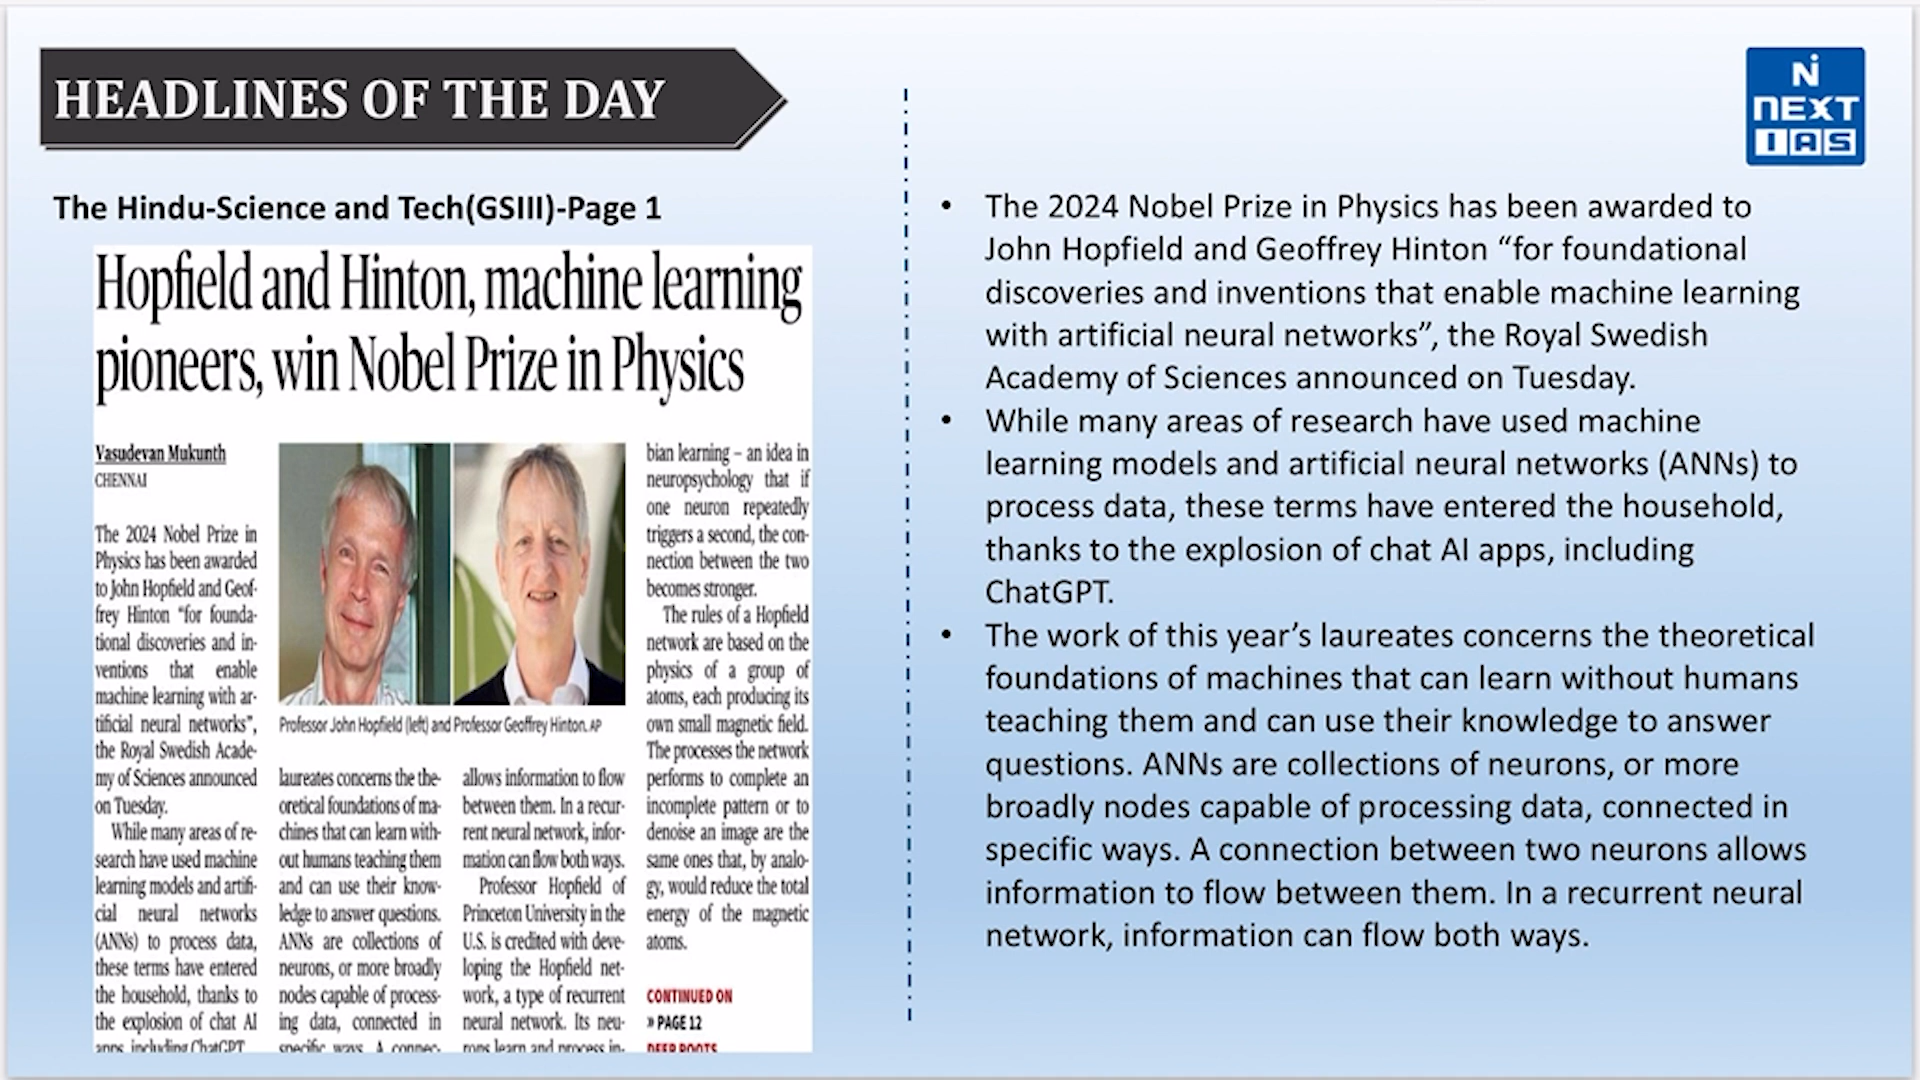 HEADLINES OF THE DAY
N
NEXT
IAS
The Hindu-Science and Tech(GSIII)-Page 1
Hopfield and Hinton, machine learning
pioneers, win Nobel Prize in Physics
Vasudevan Mukunth
CHENNAI
The 2024 Nobel Prize in
Physics has been awarded
to John Hopfield and Geof-
frey Hinton “for founda-
tional discoveries and in-
ventions that enable
machine learning with ar-
tificial neural networks”,
the Royal Swedish Acade-
my of Sciences announced
on Tuesday.
While many areas of re-
search have used machine
learning models and artifi-
cial neural networks
(ANNs) to process data,
these terms have entered
the household, thanks to
the explosion of chat AI
apps, including ChatGPT.
Professor John Hopfield (left) and Professor Geoffrey Hinton. AP
laureates concerns the the-
oretical foundations of ma-
chines that can learn with-
out humans teaching them
and can use their know-
ledge to answer questions.
ANNs are collections of
neurons, or more broadly
nodes capable of process-
ing data, connected in
specific ways. A connec-
allows information to flow
between them. In a recur-
rent neural network, infor-
mation can flow both ways.
Professor Hopfield of
Princeton University in the
U.S. is credited with deve-
loping the Hopfield net-
work, a type of recurrent
neural network. Its neu-
rons learn and process in-
bian learning – an idea in
neuropsychology that if
one neuron repeatedly
triggers a second, the con-
nection between the two
becomes stronger.
The rules of a Hopfield
network are based on the
physics of a group of
atoms, each producing its
own small magnetic field.
The processes the network
performs to complete an
incomplete pattern or to
denoise an image are the
same ones that, by analo-
gy, would reduce the total
energy of the magnetic
atoms.
CONTINUED ON
» PAGE 12
DEEP ROOTS
• The 2024 Nobel Prize in Physics has been awarded to
John Hopfield and Geoffrey Hinton “for foundational
discoveries and inventions that enable machine learning
with artificial neural networks”, the Royal Swedish
Academy of Sciences announced on Tuesday.
• While many areas of research have used machine
learning models and artificial neural networks (ANNs) to
process data, these terms have entered the household,
thanks to the explosion of chat AI apps, including
ChatGPT.
• The work of this year’s laureates concerns the theoretical
foundations of machines that can learn without humans
teaching them and can use their knowledge to answer
questions. ANNs are collections of neurons, or more
broadly nodes capable of processing data, connected in
specific ways. A connection between two neurons allows
information to flow between them. In a recurrent neural
network, information can flow both ways.